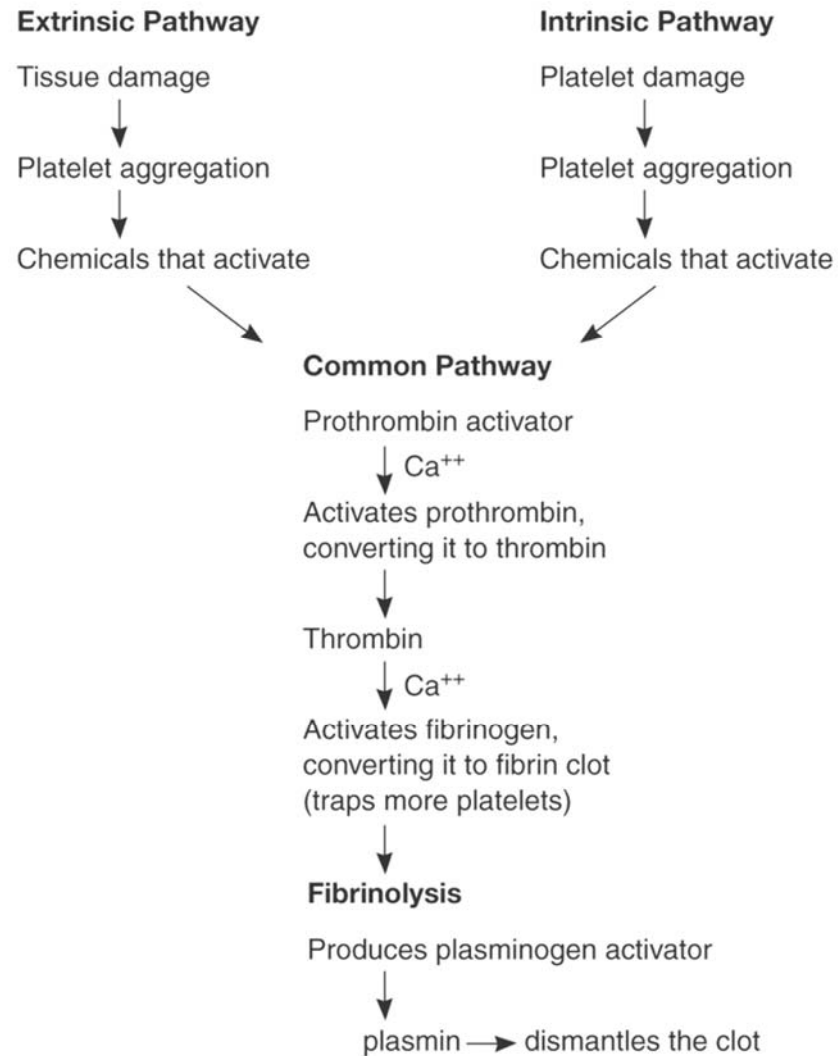 Extrinsic Pathway
Tissue damage
Platelet aggregation
Chemicals that activate
Intrinsic Pathway
Platelet damage
Platelet aggregation
Chemicals that activate
Common Pathway
Prothrombin activator
Ca⁺⁺
Activates prothrombin,
converting it to thrombin
Thrombin
Ca⁺⁺
Activates fibrinogen,
converting it to fibrin clot
(traps more platelets)
Fibrinolysis
Produces plasminogen activator
plasmin dismantles the clot